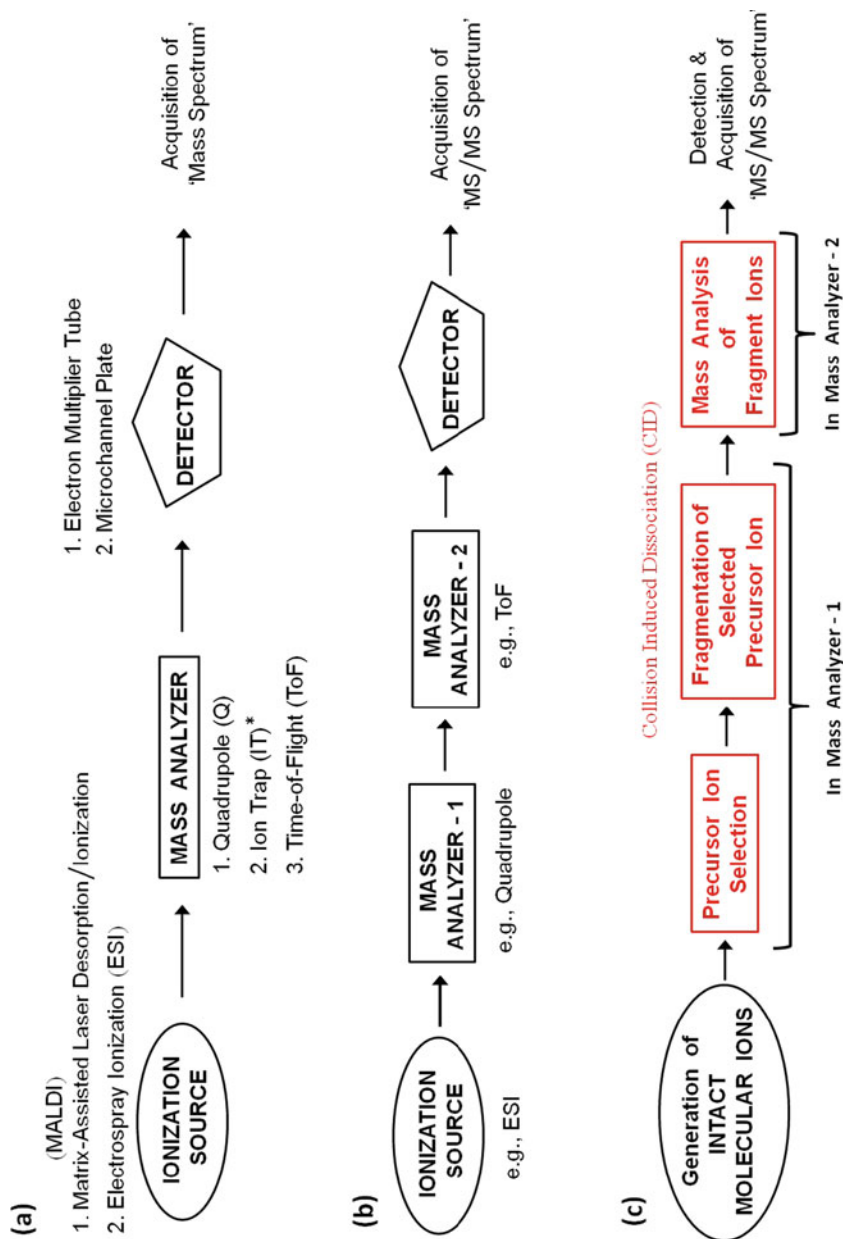 (a)
(MALDI)
1. Matrix-Assisted Laser Desorption/Ionization
2. Electrospray Ionization (ESI)
IONIZATION
SOURCE
MASS ANALYZER
1. Quadrupole (Q)
2. Ion Trap (IT)*
3. Time-of-Flight (ToF)
1. Electron Multiplier Tube
2. Microchannel Plate
DETECTOR
Acquisition of
'Mass Spectrum'
(b)
IONIZATION
SOURCE
e.g., ESI
MASS
ANALYZER - 1
e.g., Quadrupole
MASS
ANALYZER - 2
e.g., ToF
DETECTOR
Acquisition of
'MS/MS Spectrum'
(c)
Generation of
INTACT
MOLECULAR IONS
Precursor Ion
Selection
Collision Induced Dissociation (CID)
Fragmentation of
Selected
Precursor Ion
In Mass Analyzer - 1
Mass Analysis
of
Fragment Ions
In Mass Analyzer - 2
Detection &
Acquisition of
'MS/MS Spectrum'